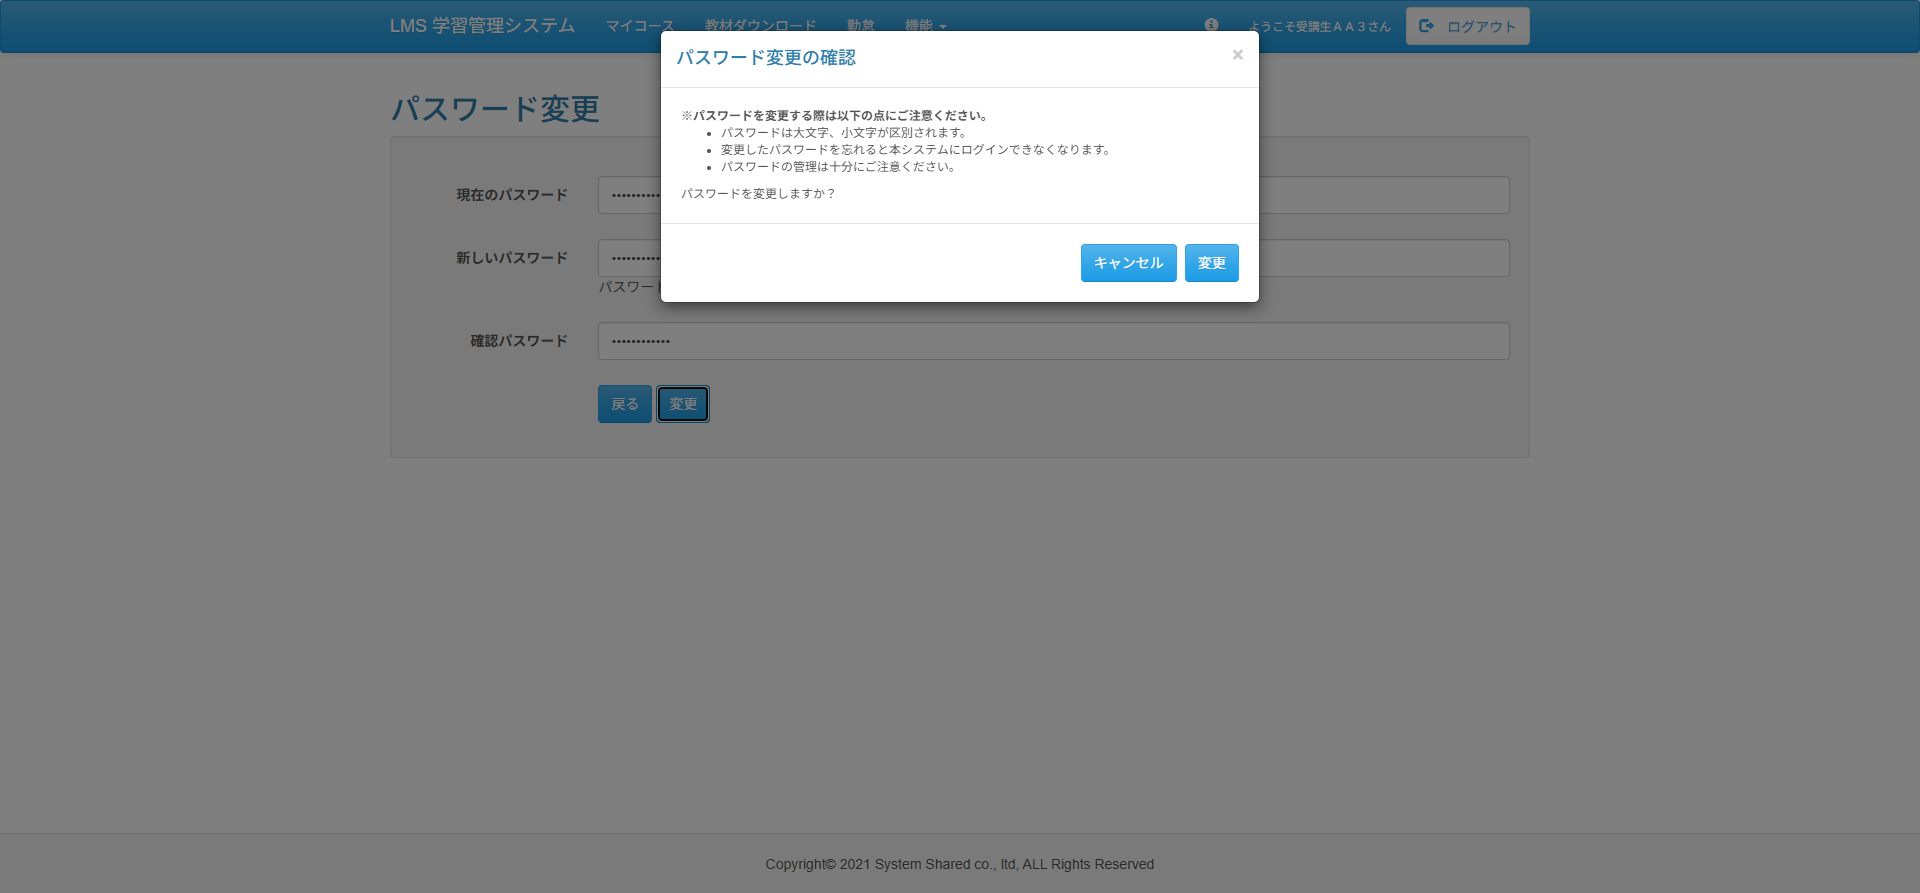 LMS 学習管理システム マイコース 教材ダウンロード 勤怠 機能 ようこそ受講生ＡＡ３さん ログアウト
パスワード変更の確認
×
※パスワードを変更する際は以下の点にご注意ください。
パスワードは大文字、小文字が区別されます。
変更したパスワードを忘れると本システムにログインできなくなります。
パスワードの管理は十分にご注意ください。
パスワードを変更しますか？
キャンセル 変更
パスワード変更
現在のパスワード
新しいパスワード
パスワー
確認パスワード
戻る 変更
Copyright© 2021 System Shared co., ltd, ALL Rights Reserved